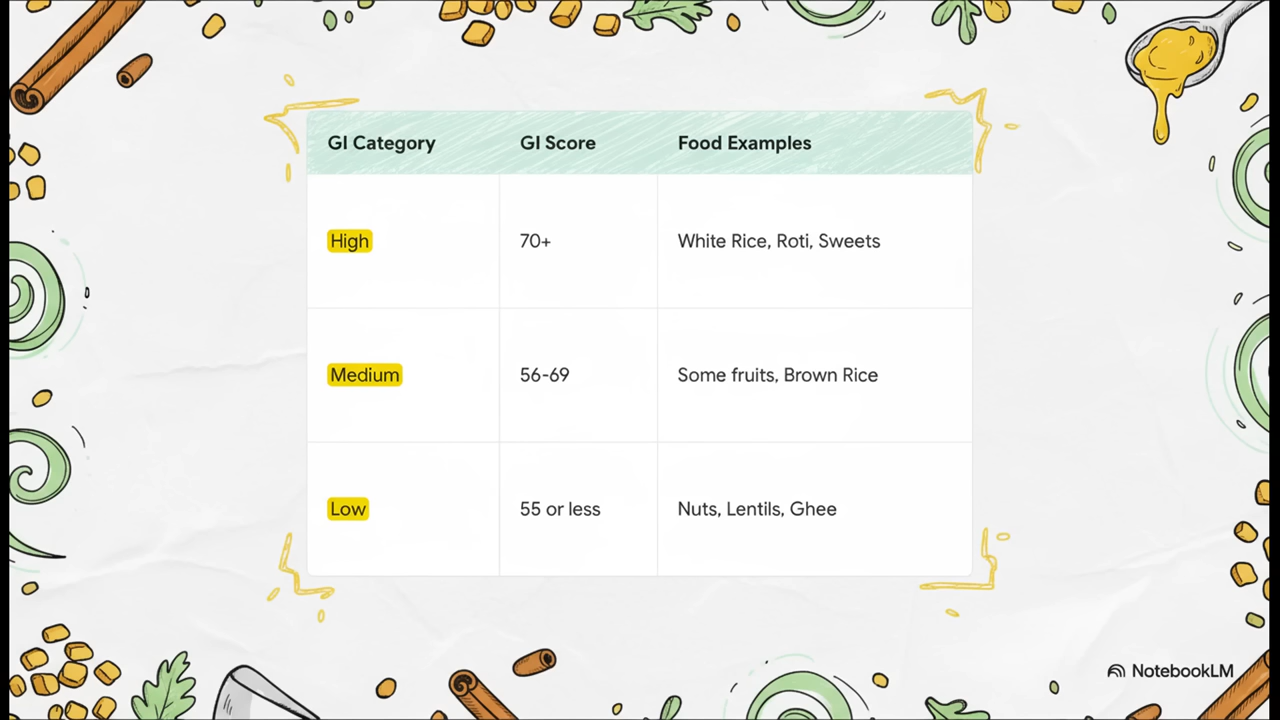 GI Category GI Score Food Examples
High 70+ White Rice, Roti, Sweets
Medium 56-69 Some fruits, Brown Rice
Low 55 or less Nuts, Lentils, Ghee
NotebookLM